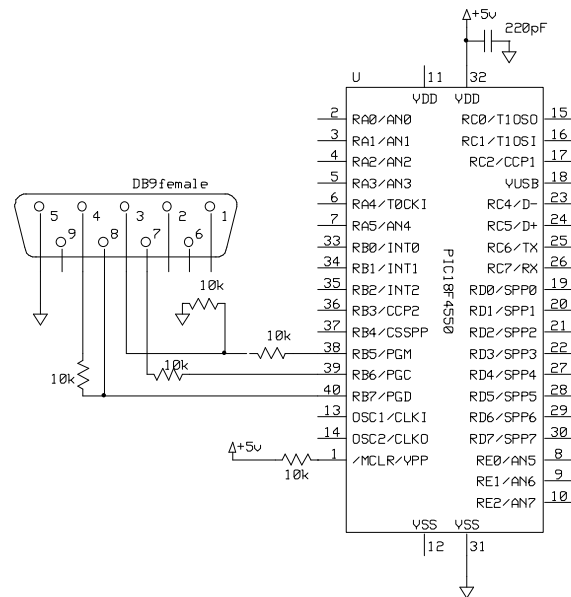 +5v
220pF
U
11 32
VDD VDD
2 RA0/AN0 RC0/T1OSO 15
3 RA1/AN1 RC1/T1OSI 16
4 RA2/AN2 RC2/CCP1 17
5 RA3/AN3 VUSB 18
6 RA4/T0CKI RC4/D- 23
7 RA5/AN4 RC5/D+ 24
33 RB0/INT0 RC6/TX 25
34 RB1/INT1 RC7/RX 26
35 RB2/INT2 RD0/SPP0 19
36 RB3/CCP2 RD1/SPP1 20
37 RB4/CSSPP RD2/SPP2 21
38 RB5/PGM RD3/SPP3 22
39 RB6/PGC RD4/SPP4 27
40 RB7/PGD RD5/SPP5 28
13 OSC1/CLKI RD6/SPP6 29
14 OSC2/CLKO RD7/SPP7 30
1 /MCLR/VPP RE0/AN5 8
RE1/AN6 9
RE2/AN7 10
VSS VSS
12 31
PIC18F4550
DB9female
5 4 3 2 1
9 8 7 6
10k
10k
10k
10k
+5v
10k